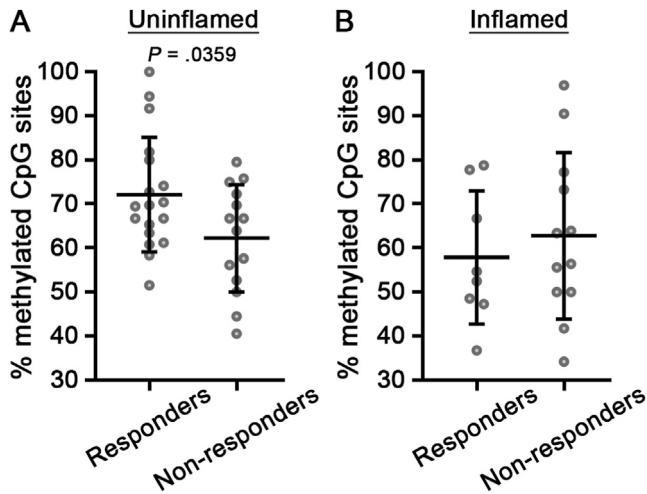 A
Uninflamed
P = .0359
% methylated CpG sites
100
90
80
70
60
50
40
30
Responders
Non-responders
B
Inflamed
% methylated CpG sites
100
90
80
70
60
50
40
30
Responders
Non-responders